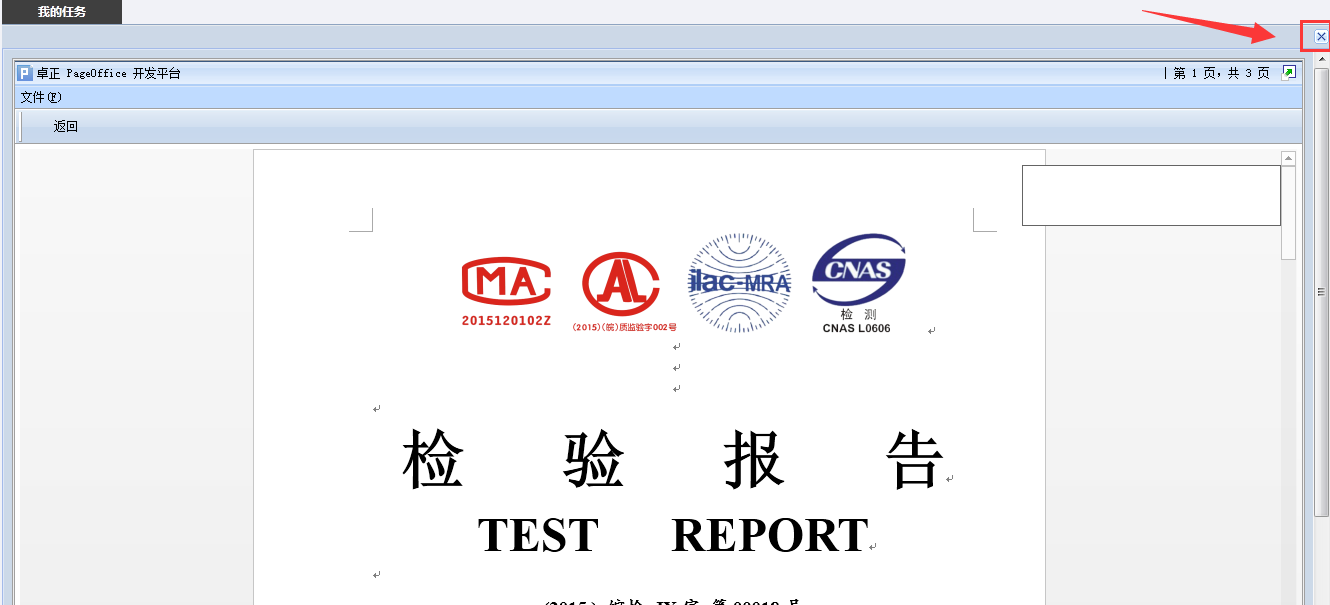 我的任务
卓正 PageOffice 开发平台
| 第 1 页，共 3 页
文件(F)
返回
MA
2015120102Z
AL
(2015)(皖)质监验字002号
ilac-MRA
CNAS
检 测
CNAS L0606
检 验 报 告
TEST REPORT